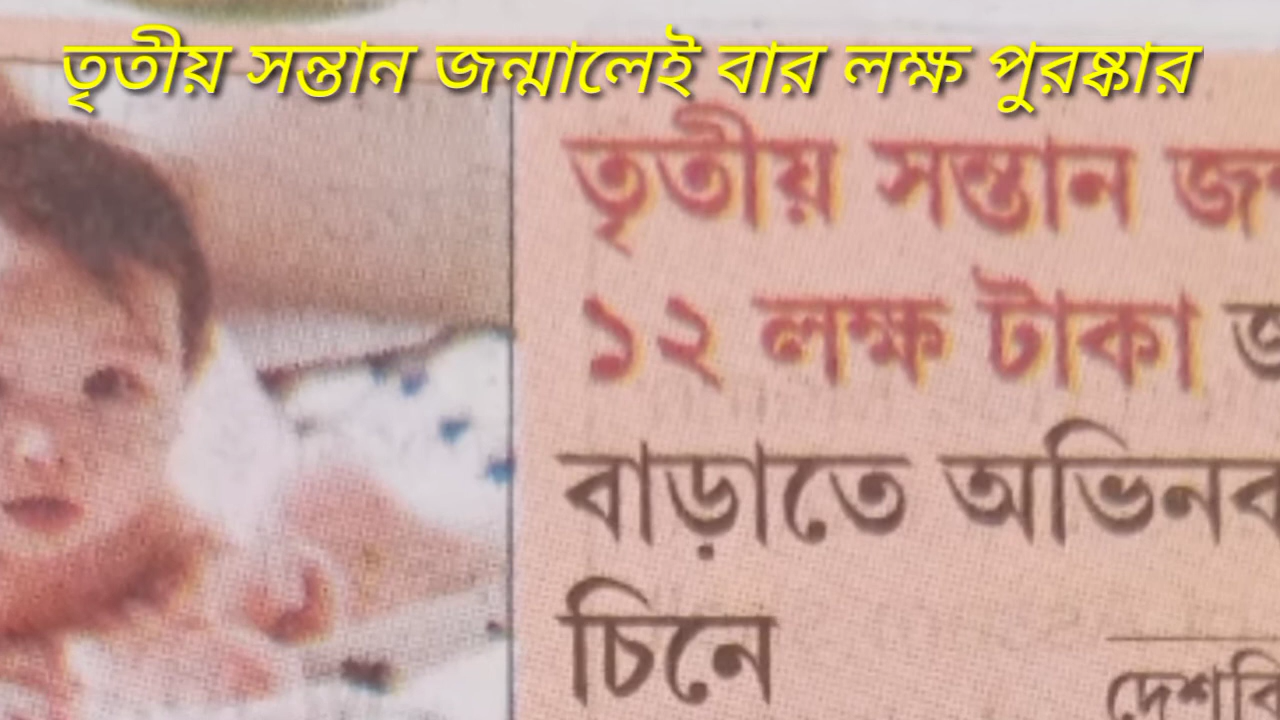 তৃতীয় সন্তান জন্মালেই বার লক্ষ পুরষ্কার
তৃতীয় সন্তান
১২ লক্ষ টাকা
বাড়াতে অভিনব
চিনে